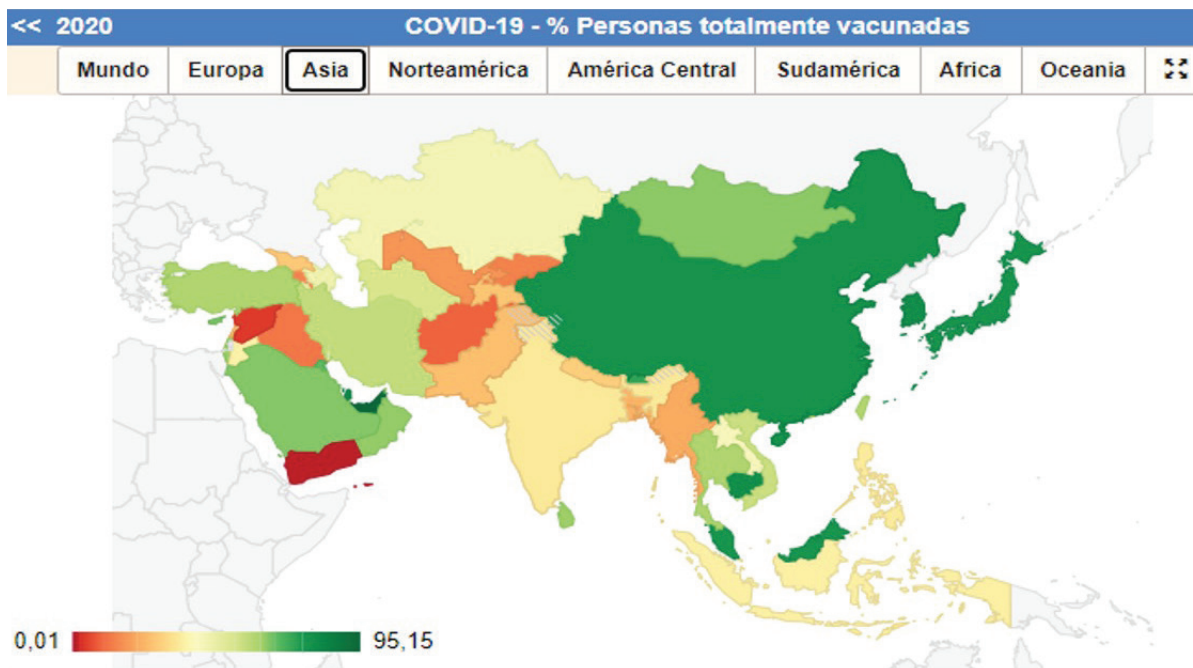 << 2020 COVID-19 - % Personas totalmente vacunadas
Mundo Europa Asia Norteamérica América Central Sudamérica Africa Oceania
0,01 95,15